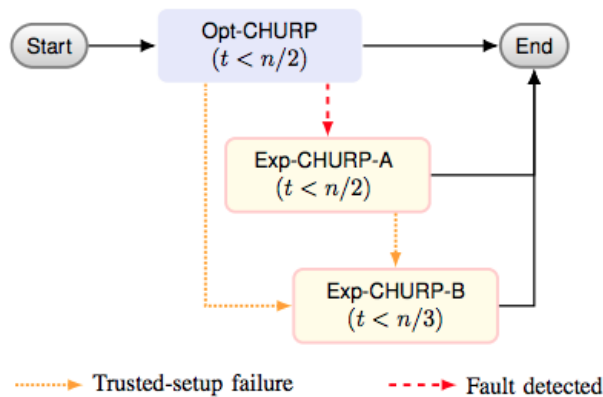 Start
Opt-CHURP
(t < n/2)
End
Exp-CHURP-A
(t < n/2)
Exp-CHURP-B
(t < n/3)
Trusted-setup failure
Fault detected